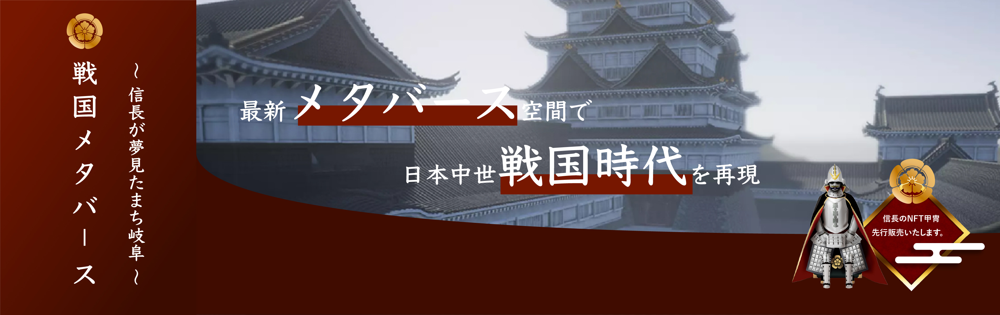 戦国メタバース
～信長が夢見たまち岐阜～
最新メタバース空間で
日本中世戦国時代を再現
信長のNFT甲冑
先行販売いたします。